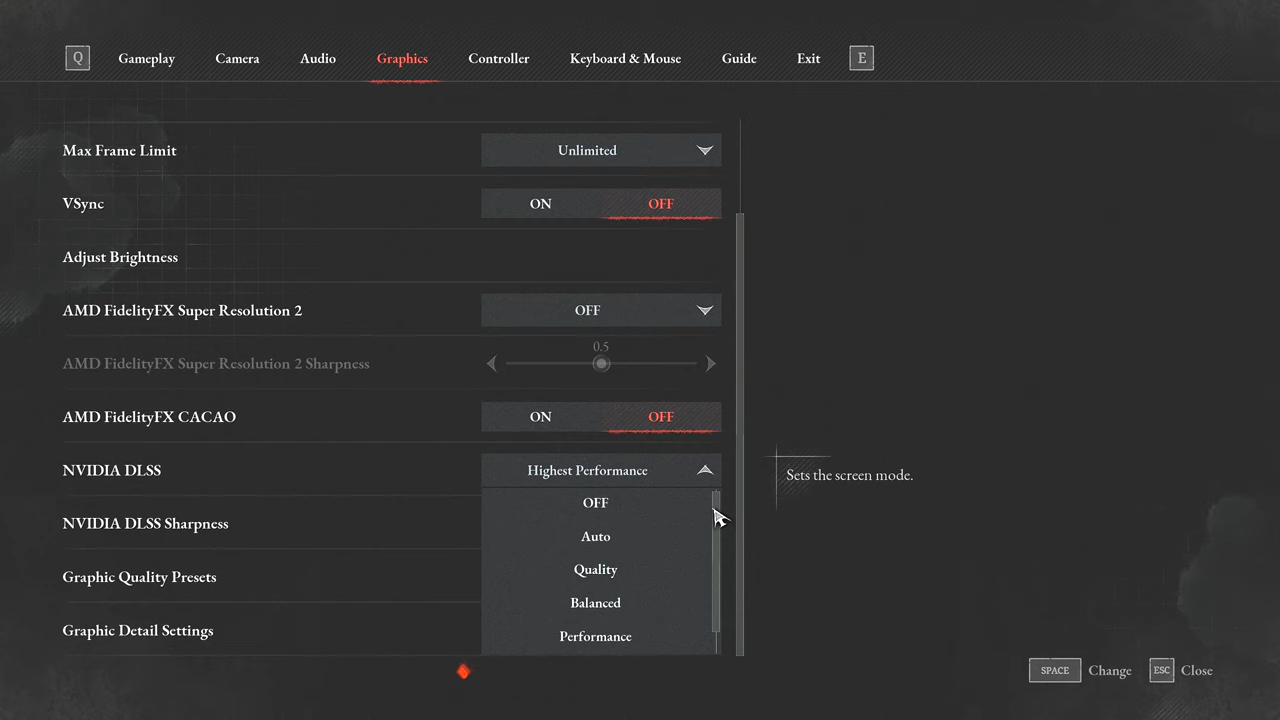 Q Gameplay Camera Audio Graphics Controller Keyboard & Mouse Guide Exit E
Max Frame Limit Unlimited
VSync ON OFF
Adjust Brightness
AMD FidelityFX Super Resolution 2 OFF
0.5
AMD FidelityFX Super Resolution 2 Sharpness
AMD FidelityFX CACAO ON OFF
NVIDIA DLSS Highest Performance
Sets the screen mode.
OFF
NVIDIA DLSS Sharpness
Auto
Quality
Graphic Quality Presets
Balanced
Graphic Detail Settings
Performance
SPACE Change ESC Close